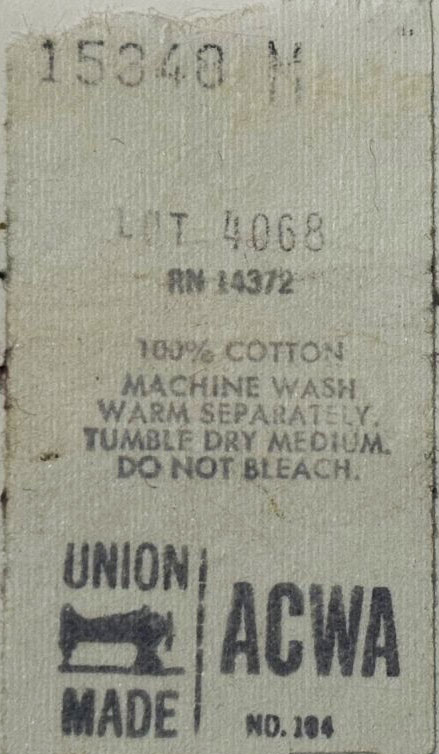 15348 M
LOT 4068
RN 14372
100% COTTON
MACHINE WASH
WARM SEPARATELY.
TUMBLE DRY MEDIUM.
DO NOT BLEACH.
UNION
MADE
ACWA
NO. 184